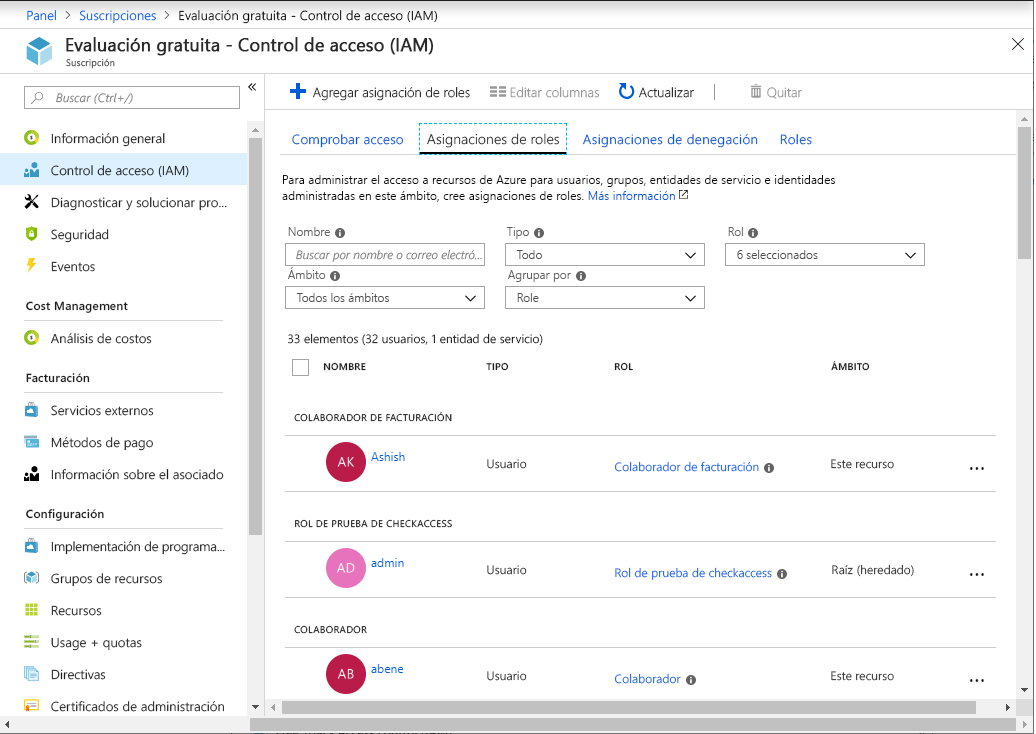 Panel > Suscripciones > Evaluación gratuita - Control de acceso (IAM)
Evaluación gratuita - Control de acceso (IAM)
Suscripción
Buscar (Ctrl+/)
«
Información general
Control de acceso (IAM)
Diagnosticar y solucionar pro...
Seguridad
Eventos
Cost Management
Análisis de costos
Facturación
Servicios externos
Métodos de pago
Información sobre el asociado
Configuración
Implementación de programa...
Grupos de recursos
Recursos
Usage + quotas
Directivas
Certificados de administración
Agregar asignación de roles
Editar columnas
Actualizar
Quitar
Comprobar acceso
Asignaciones de roles
Asignaciones de denegación
Roles
Para administrar el acceso a recursos de Azure para usuarios, grupos, entidades de servicio e identidades
administradas en este ámbito, cree asignaciones de roles. Más información
Nombre
Buscar por nombre o correo electró...
Tipo
Todo
Rol
6 seleccionados
Ámbito
Todos los ámbitos
Agrupar por
Role
33 elementos (32 usuarios, 1 entidad de servicio)
NOMBRE TIPO ROL ÁMBITO
COLABORADOR DE FACTURACIÓN
AK Ashish Usuario Colaborador de facturación Este recurso ...
ROL DE PRUEBA DE CHECKACCESS
AD admin Usuario Rol de prueba de checkaccess Raíz (heredado) ...
COLABORADOR
AB abene Usuario Colaborador Este recurso ...